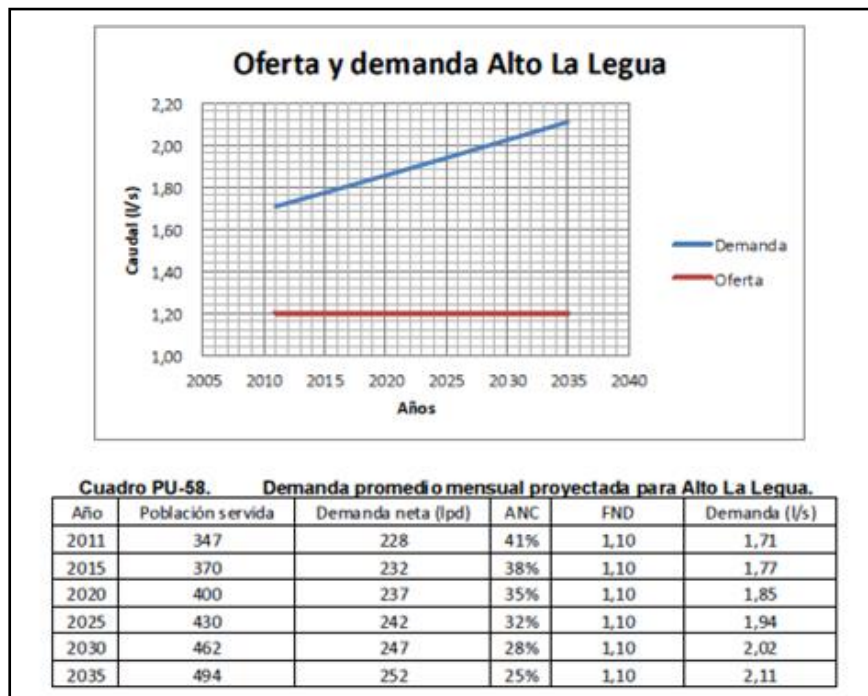 Oferta y demanda Alto La Legua
2,20
2,00
1,80
1,60
1,40
1,20
1,00
Caudal (l/s)
2005 2010 2015 2020 2025 2030 2035 2040
Años
Demanda
Oferta
Cuadro PU-58. Demanda promedio mensual proyectada para Alto La Legua.
Año Población servida Demanda neta (lpd) ANC FND Demanda (l/s)
2011 347 228 41% 1,10 1,71
2015 370 232 38% 1,10 1,77
2020 400 237 35% 1,10 1,85
2025 430 242 32% 1,10 1,94
2030 462 247 28% 1,10 2,02
2035 494 252 25% 1,10 2,11